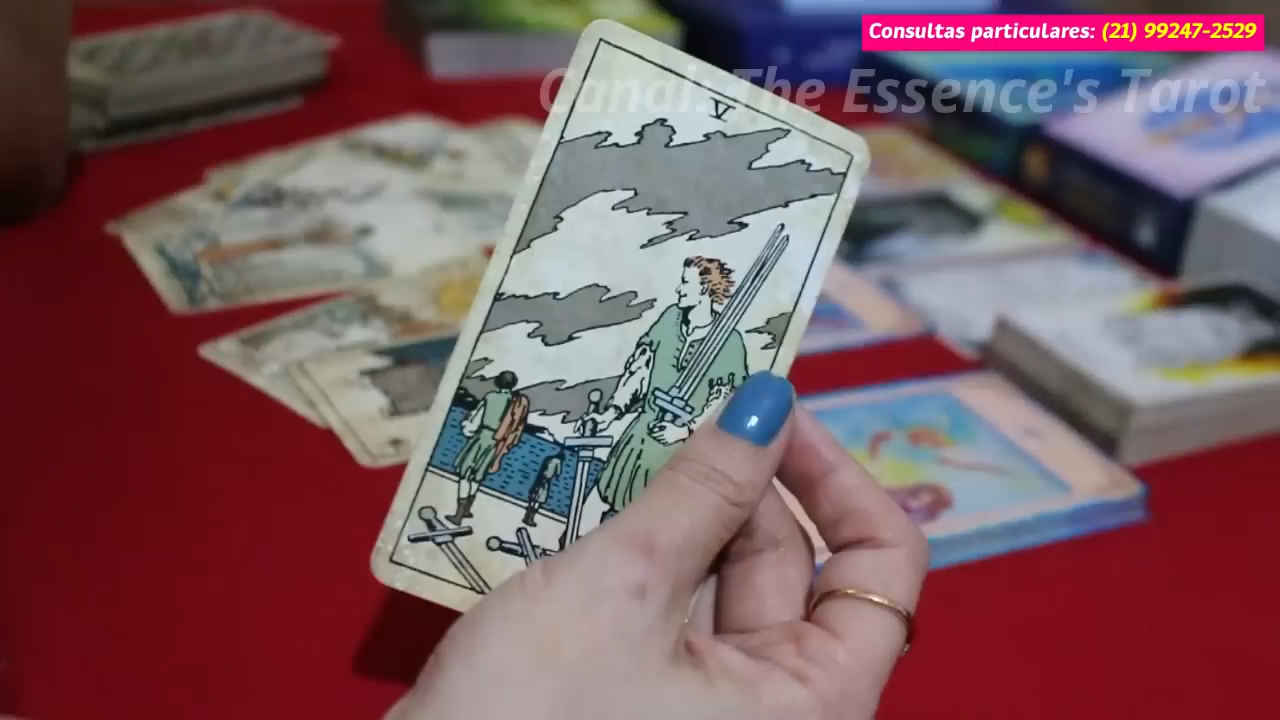 Consultas particulares: (21) 99247-2529
Canal: The Essence's Tarot
V